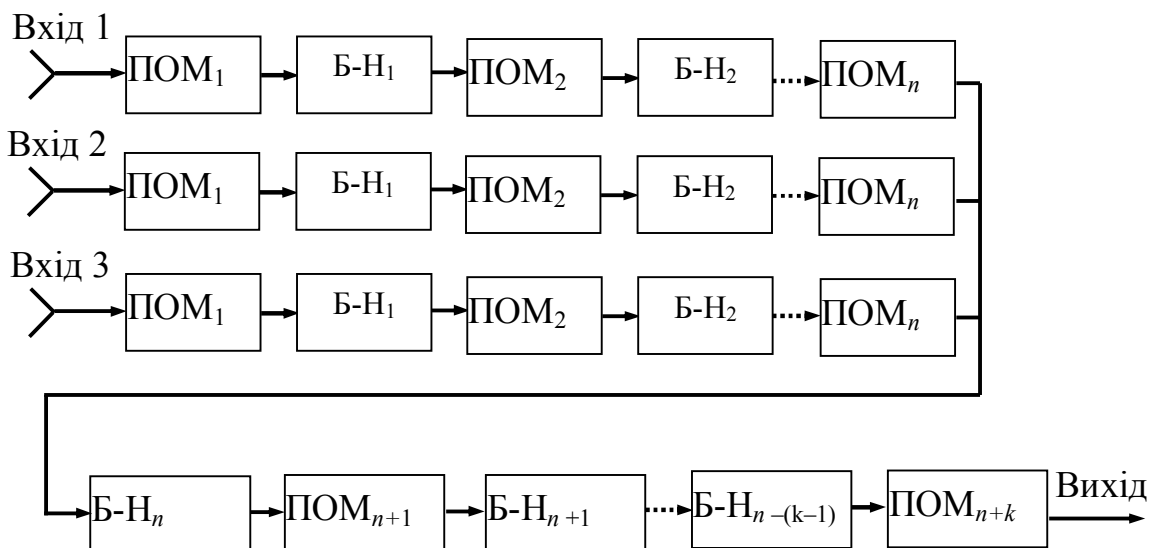 Вхід 1
ПОМ₁ Б-Н₁ ПОМ₂ Б-Н₂ ПОМₙ
Вхід 2
ПОМ₁ Б-Н₁ ПОМ₂ Б-Н₂ ПОМₙ
Вхід 3
ПОМ₁ Б-Н₁ ПОМ₂ Б-Н₂ ПОМₙ
Б-Нₙ ПОМₙ₊₁ Б-Нₙ₊₁ Б-Нₙ₋₍ₖ₋₁₎ ПОМₙ₊ₖ Вихід